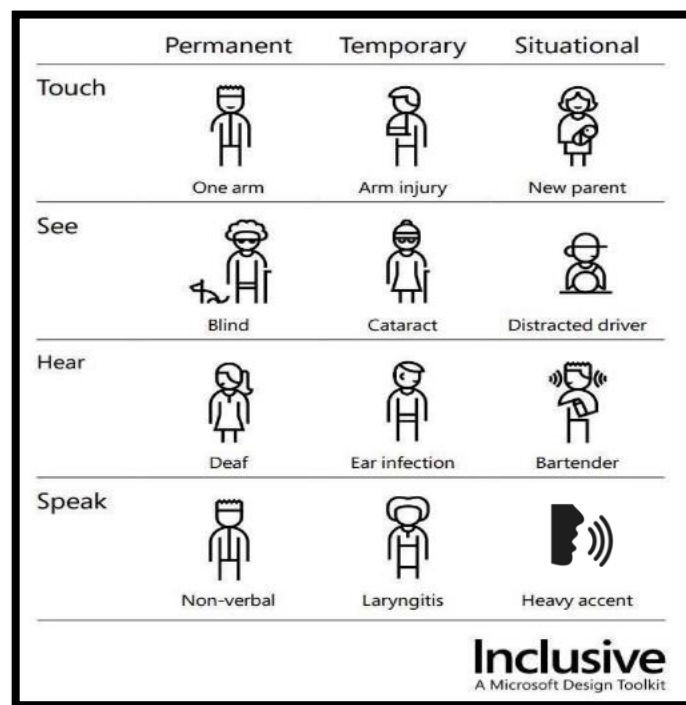 Permanent Temporary Situational
Touch
One arm Arm injury New parent
See
Blind Cataract Distracted driver
Hear
Deaf Ear infection Bartender
Speak
Non-verbal Laryngitis Heavy accent
Inclusive
A Microsoft Design Toolkit